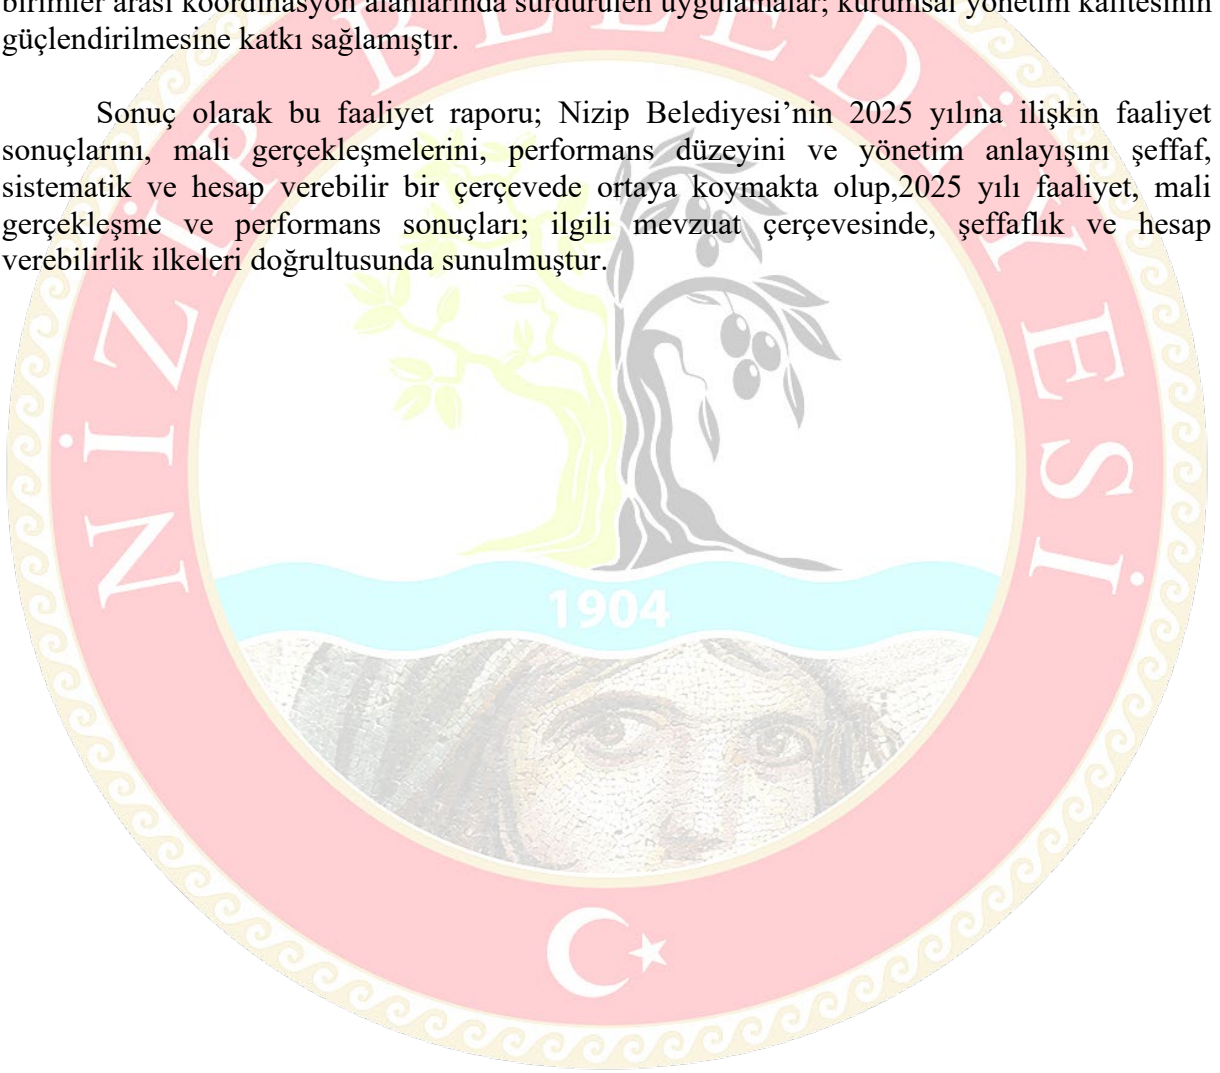 birimler arası koordinasyon alanlarında sürdürülen uygulamalar; kurumsal yönetim kalitesinin
güçlendirilmesine katkı sağlamıştır.
Sonuç olarak bu faaliyet raporu; Nizip Belediyesi’nin 2025 yılına ilişkin faaliyet
sonuçlarını, mali gerçekleşmelerini, performans düzeyini ve yönetim anlayışını şeffaf,
sistematik ve hesap verebilir bir çerçevede ortaya koymakta olup,2025 yılı faaliyet, mali
gerçekleşme ve performans sonuçları; ilgili mevzuat çerçevesinde, şeffaflık ve hesap
verebilirlik ilkeleri doğrultusunda sunulmuştur.
NİZİP BELEDİYESİ
1904